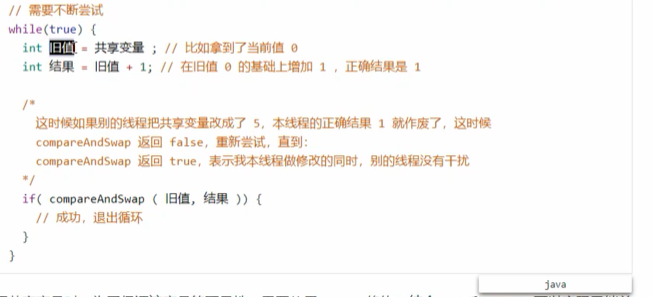 // 需要不断尝试
while(true) {
int 旧值 = 共享变量 ; // 比如拿到了当前值 0
int 结果 = 旧值 + 1; // 在旧值 0 的基础上增加 1 ，正确结果是 1
/*
这时候如果别的线程把共享变量改成了 5，本线程的正确结果 1 就作废了，这时候
compareAndSwap 返回 false，重新尝试，直到：
compareAndSwap 返回 true，表示我本线程做修改的同时，别的线程没有干扰
*/
if( compareAndSwap ( 旧值, 结果 )) {
// 成功，退出循环
}
}
java